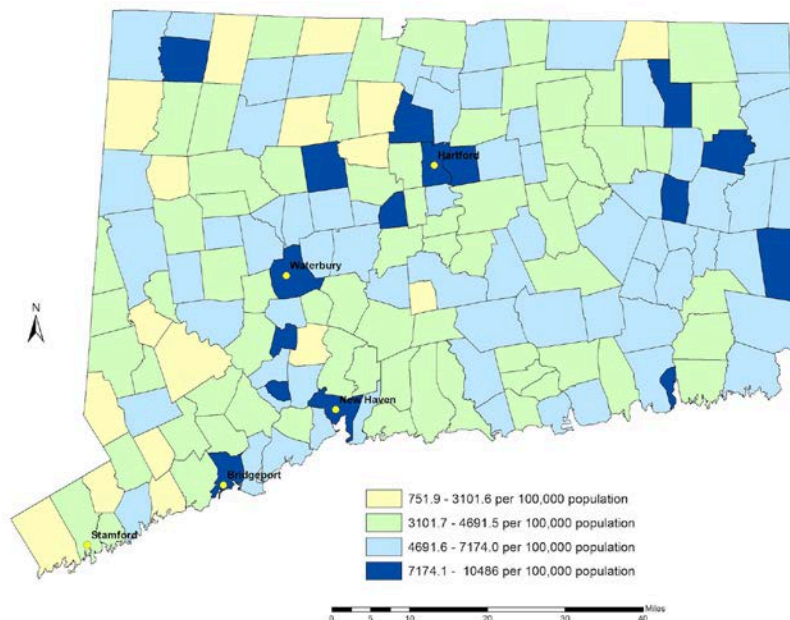 Hartford
Waterbury
N
New Haven
Bridgeport
751.9 - 3101.6 per 100,000 population
3101.7 - 4691.5 per 100,000 population
4691.6 - 7174.0 per 100,000 population
Stamford
7174.1 - 10486 per 100,000 population
Miles
0 5 10 20 30 40